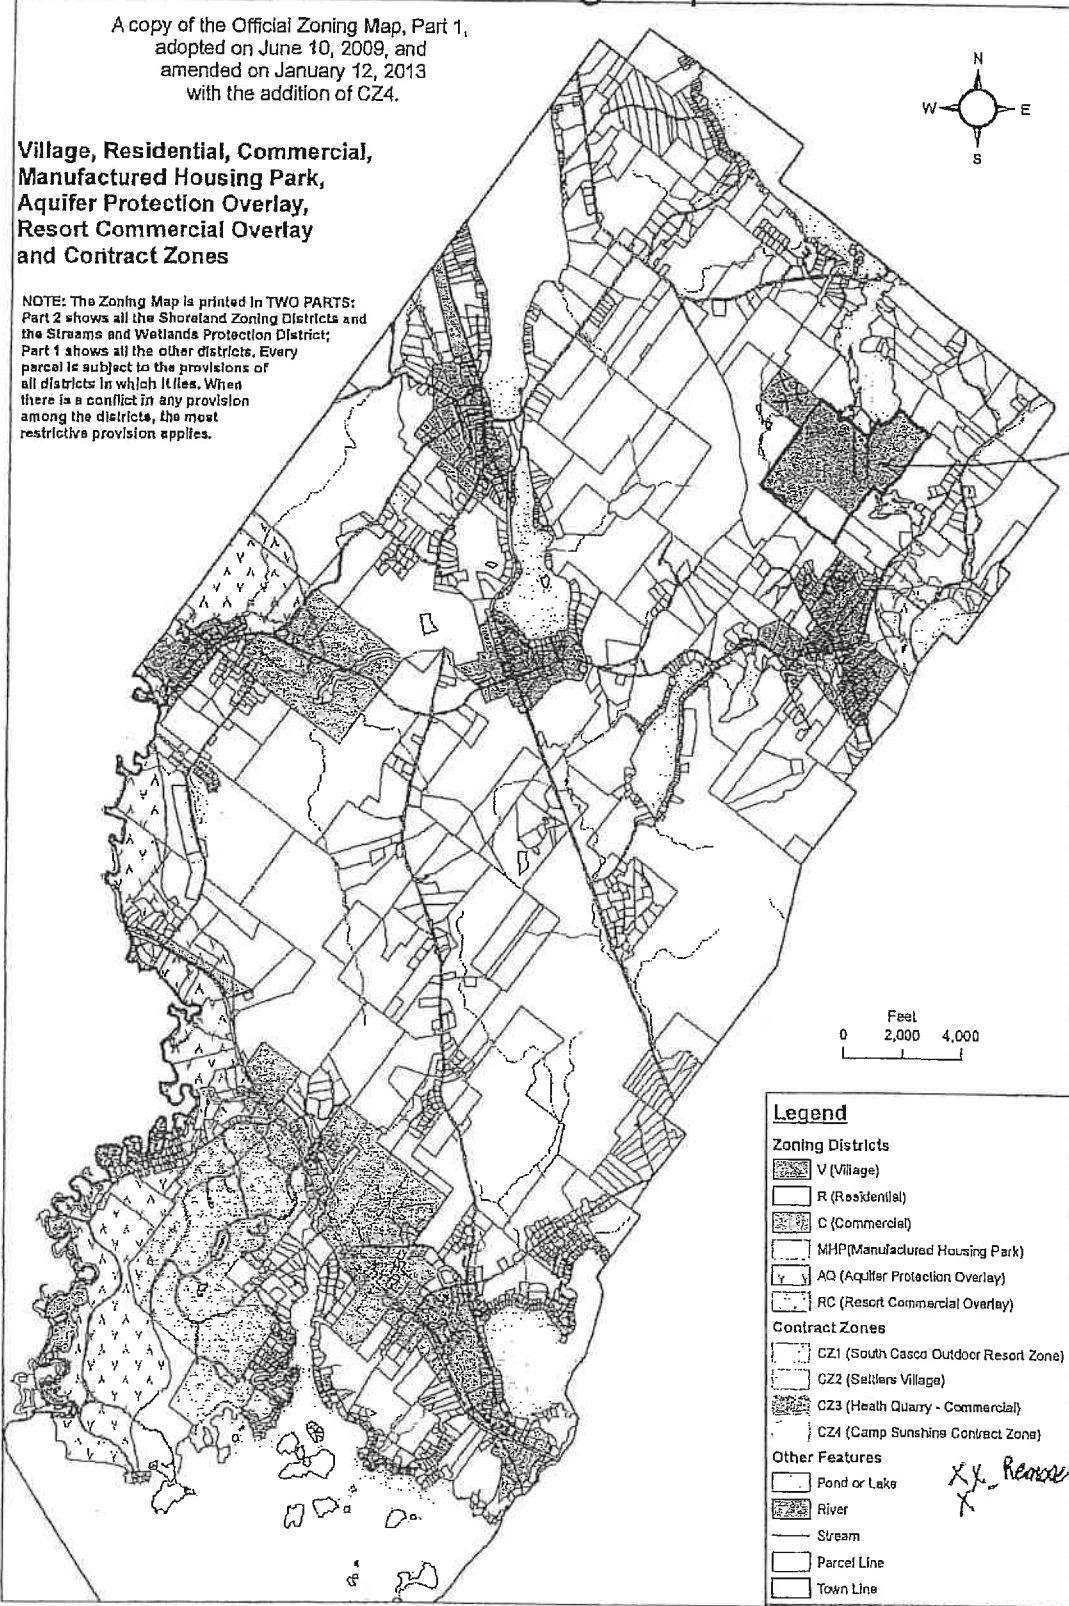 A copy of the Official Zoning Map, Part 1,
adopted on June 10, 2009, and
amended on January 12, 2013
with the addition of CZ4.
N
W
E
S
Village, Residential, Commercial,
Manufactured Housing Park,
Aquifer Protection Overlay,
Resort Commercial Overlay
and Contract Zones
NOTE: The Zoning Map is printed in TWO PARTS:
Part 2 shows all the Shoreland Zoning Districts and
the Streams and Wetlands Protection District;
Part 1 shows all the other districts. Every
parcel is subject to the provisions of
all districts in which it lies. When
there is a conflict in any provision
among the districts, the most
restrictive provision applies.
Feet
0 2,000 4,000
Legend
Zoning Districts
V (Village)
R (Residential)
C (Commercial)
MHP(Manufactured Housing Park)
AQ (Aquifer Protection Overlay)
RC (Resort Commercial Overlay)
Contract Zones
CZ1 (South Casco Outdoor Resort Zone)
CZ2 (Settlers Village)
CZ3 (Heath Quarry - Commercial)
CZ4 (Camp Sunshine Contract Zone)
Other Features
Pond or Lake
River
Stream
Parcel Line
Town Line